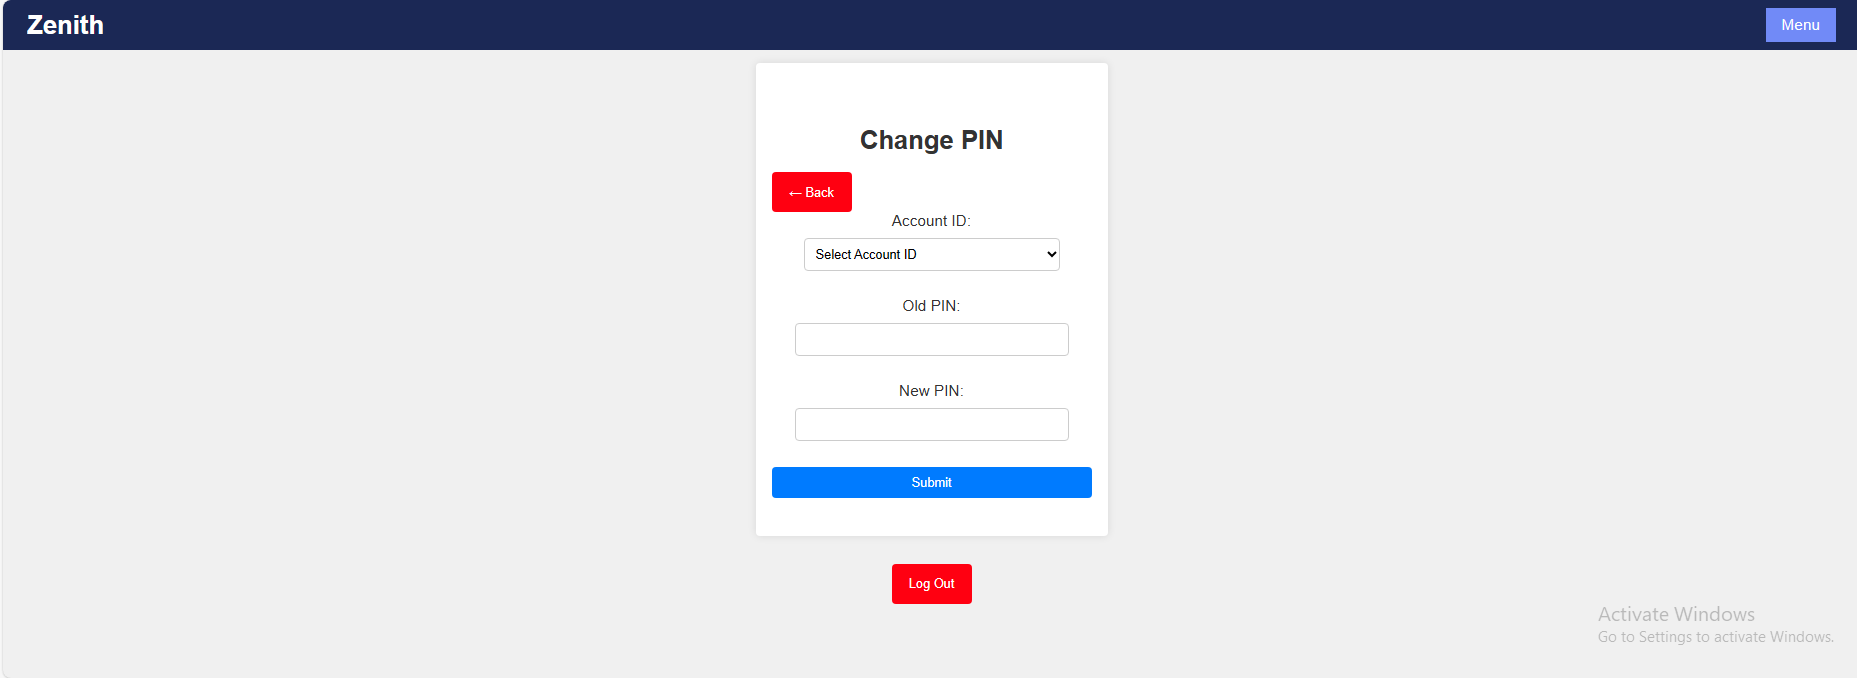 Zenith
Menu
Change PIN
← Back
Account ID:
Select Account ID
Old PIN:
New PIN:
Submit
Log Out
Activate Windows
Go to Settings to activate Windows.